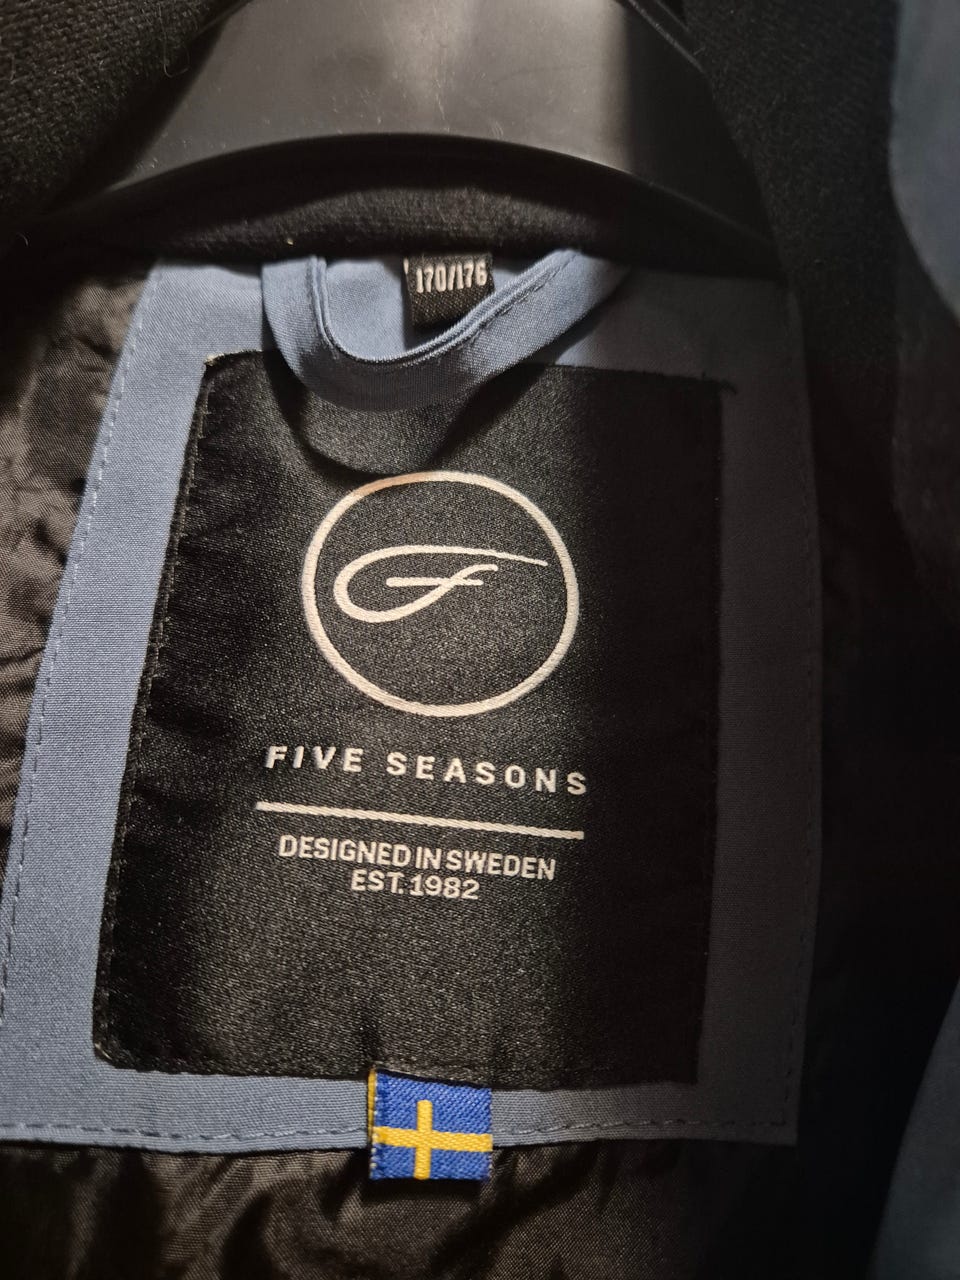 170/176
FIVE SEASONS
DESIGNED IN SWEDEN
EST. 1982